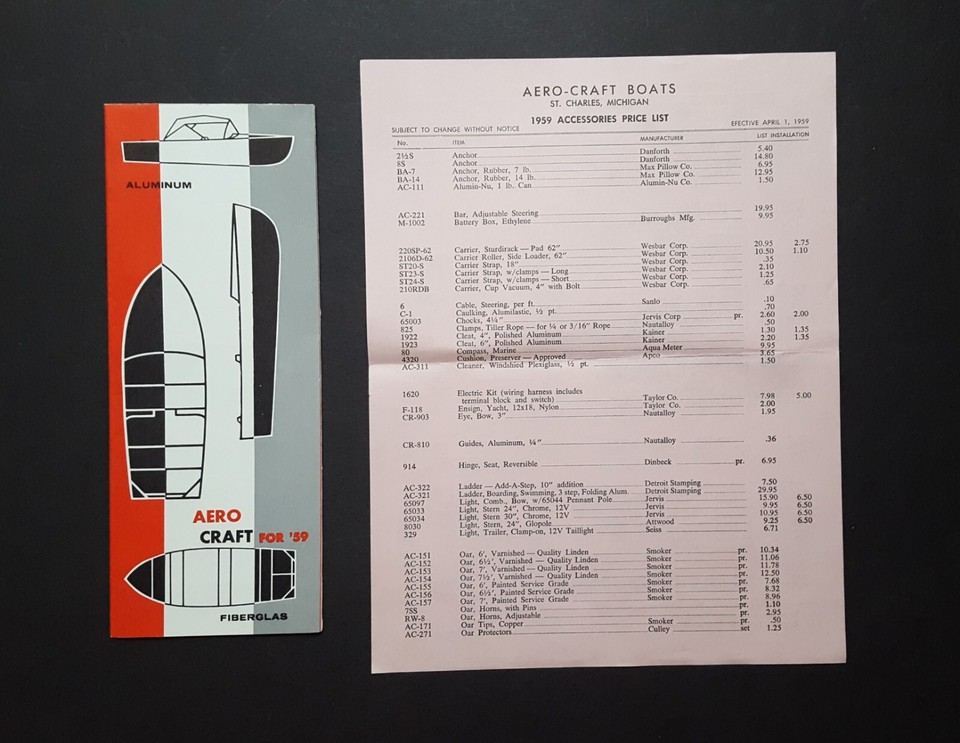 ALUMINUM
AERO
CRAFT FOR '59
FIBERGLAS
AERO-CRAFT BOATS
ST. CHARLES, MICHIGAN
1959 ACCESSORIES PRICE LIST
SUBJECT TO CHANGE WITHOUT NOTICE EFFECTIVE APRIL 1, 1959
No. ITEM MANUFACTURER LIST INSTALLATION
2½S Anchor Danforth 5.40
8S Anchor Danforth 14.80
BA-7 Anchor, Rubber, 7 lb. Max Pillow Co. 6.95
BA-14 Anchor, Rubber, 14 lb. Max Pillow Co. 12.95
AC-111 Alumin-Nu, 1 lb. Can Alumin-Nu Co. 1.50
AC-221 Bar, Adjustable Steering 19.95
M-1002 Battery Box, Ethylene Burroughs Mfg. 9.95
220SP-62 Carrier, Sturdirack — Pad 62" Wesbar Corp. 20.95 2.75
2106D-62 Carrier Roller, Side Loader, 62" Wesbar Corp. 10.50 1.10
ST20-S Carrier Strap, 18" Wesbar Corp. .35
ST23-S Carrier Strap, w/clamps — Long Wesbar Corp. 2.10
ST24-S Carrier Strap, w/clamps — Short Wesbar Corp. 1.25
210RDB Carrier, Cup Vacuum, 4" with Bolt Wesbar Corp. .65
6 Cable, Steering, per ft. Sanlo .10
C-1 Caulking, Alumilastic, ½ pt. .70
65003 Chocks, 4¼" Jervis Corp pr. 2.60 2.00
825 Clamps, Tiller Rope — for ¼ or 3/16" Rope Nautalloy .50
1922 Cleat, 4", Polished Aluminum Kainer 1.30 1.35
1923 Cleat, 6", Polished Aluminum Kainer 2.20 1.35
80 Compass, Marine Aqua Meter 9.95
4320 Cushion, Preserver — Approved Apco 3.65
AC-311 Cleaner, Windshied Plexiglass, ½ pt. 1.50
1620 Electric Kit (wiring harness includes
terminal block and switch) Taylor Co. 7.98 5.00
F-118 Ensign, Yacht, 12x18, Nylon Taylor Co. 2.00
CR-903 Eye, Bow, 3" Nautalloy 1.95
CR-810 Guides, Aluminum, ¼" Nautalloy .36
914 Hinge, Seat, Reversible Dinbeck pr. 6.95
AC-322 Ladder — Add-A-Step, 10" addition Detroit Stamping 7.50
AC-321 Ladder, Boarding, Swimming, 3 step, Folding Alum. Detroit Stamping 29.95
65097 Light, Comb., Bow, w/65044 Pennant Pole Jervis 15.90 6.50
65033 Light, Stern 24", Chrome, 12V Jervis 9.95 6.50
65034 Light, Stern 30", Chrome, 12V Jervis 10.95 6.50
8030 Light, Stern, 24", Glopole Attwood 9.25 6.50
329 Light, Trailer, Clamp-on, 12V Taillight Seiss 6.71
AC-151 Oar, 6', Varnished — Quality Linden Smoker pr. 10.34
AC-152 Oar, 6½', Varnished — Quality Linden Smoker pr. 11.06
AC-153 Oar, 7', Varnished — Quality Linden Smoker pr. 11.78
AC-154 Oar, 7½', Varnished — Quality Linden Smoker pr. 12.50
AC-155 Oar, 6', Painted Service Grade Smoker pr. 7.68
AC-156 Oar, 6½', Painted Service Grade Smoker pr. 8.32
AC-157 Oar, 7', Painted Service Grade Smoker pr. 8.96
7SS Oar, Horns, with Pins pr. 1.10
RW-8 Oar, Horns, Adjustable pr. 2.95
AC-171 Oar Tips, Copper Smoker pr. .50
AC-271 Oar Protectors Culley set 1.25